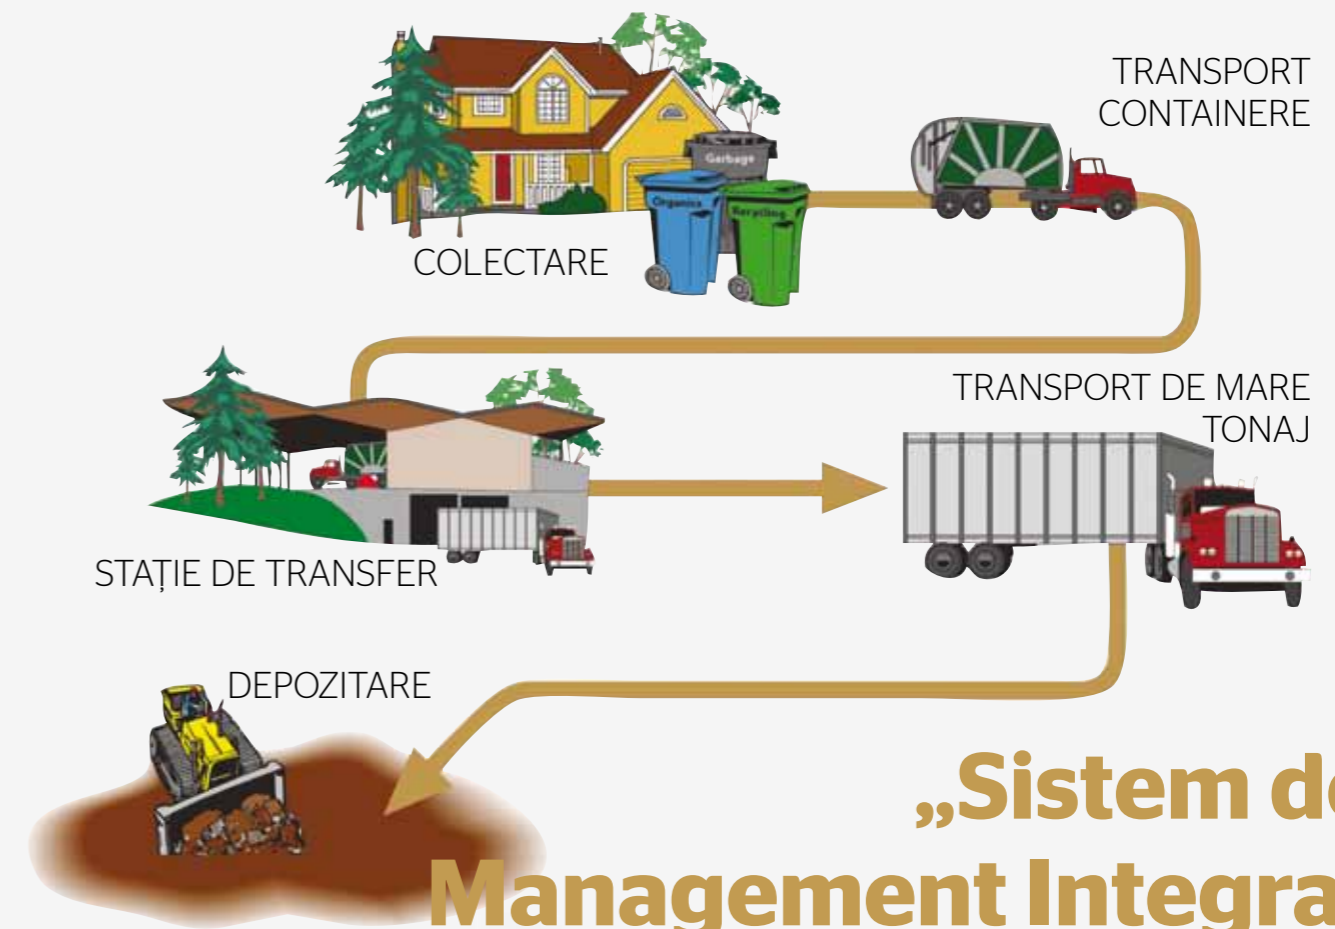 TRANSPORT
CONTAINERE
Garbage
Organics
Recycling
COLECTARE
TRANSPORT DE MARE
TONAJ
STAȚIE DE TRANSFER
DEPOZITARE
„Sistem de
Management Integra